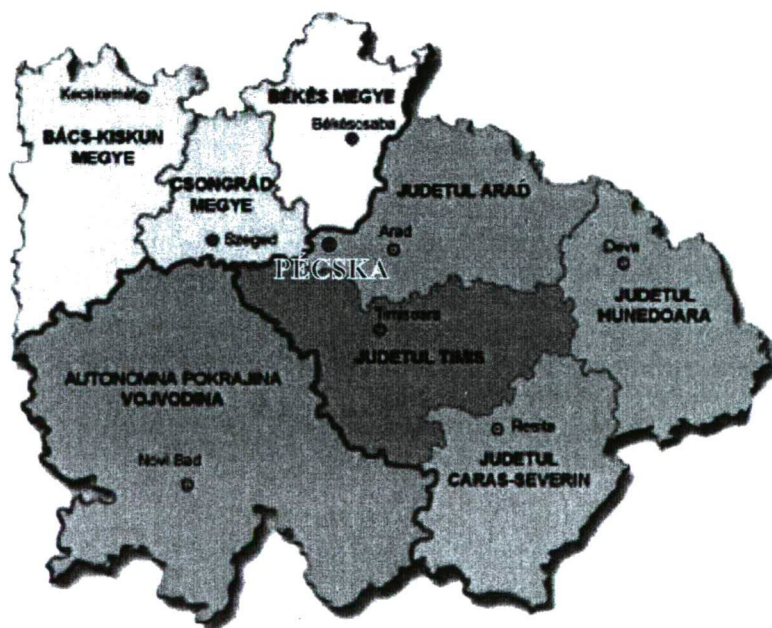 Kecskemét
BÁCS-KISKUN
MEGYE
BÉKÉS MEGYE
Békéscsaba
CSONGRÁD
MEGYE
Szeged
PÉCSKA
JUDETUL ARAD
Arad
Deva
JUDETUL
HUNEDOARA
Timisoara
JUDETUL TIMIS
AUTONOMNA POKRAJINA
VOJVODINA
Novi Sad
Resita
JUDETUL
CARAS-SEVERIN